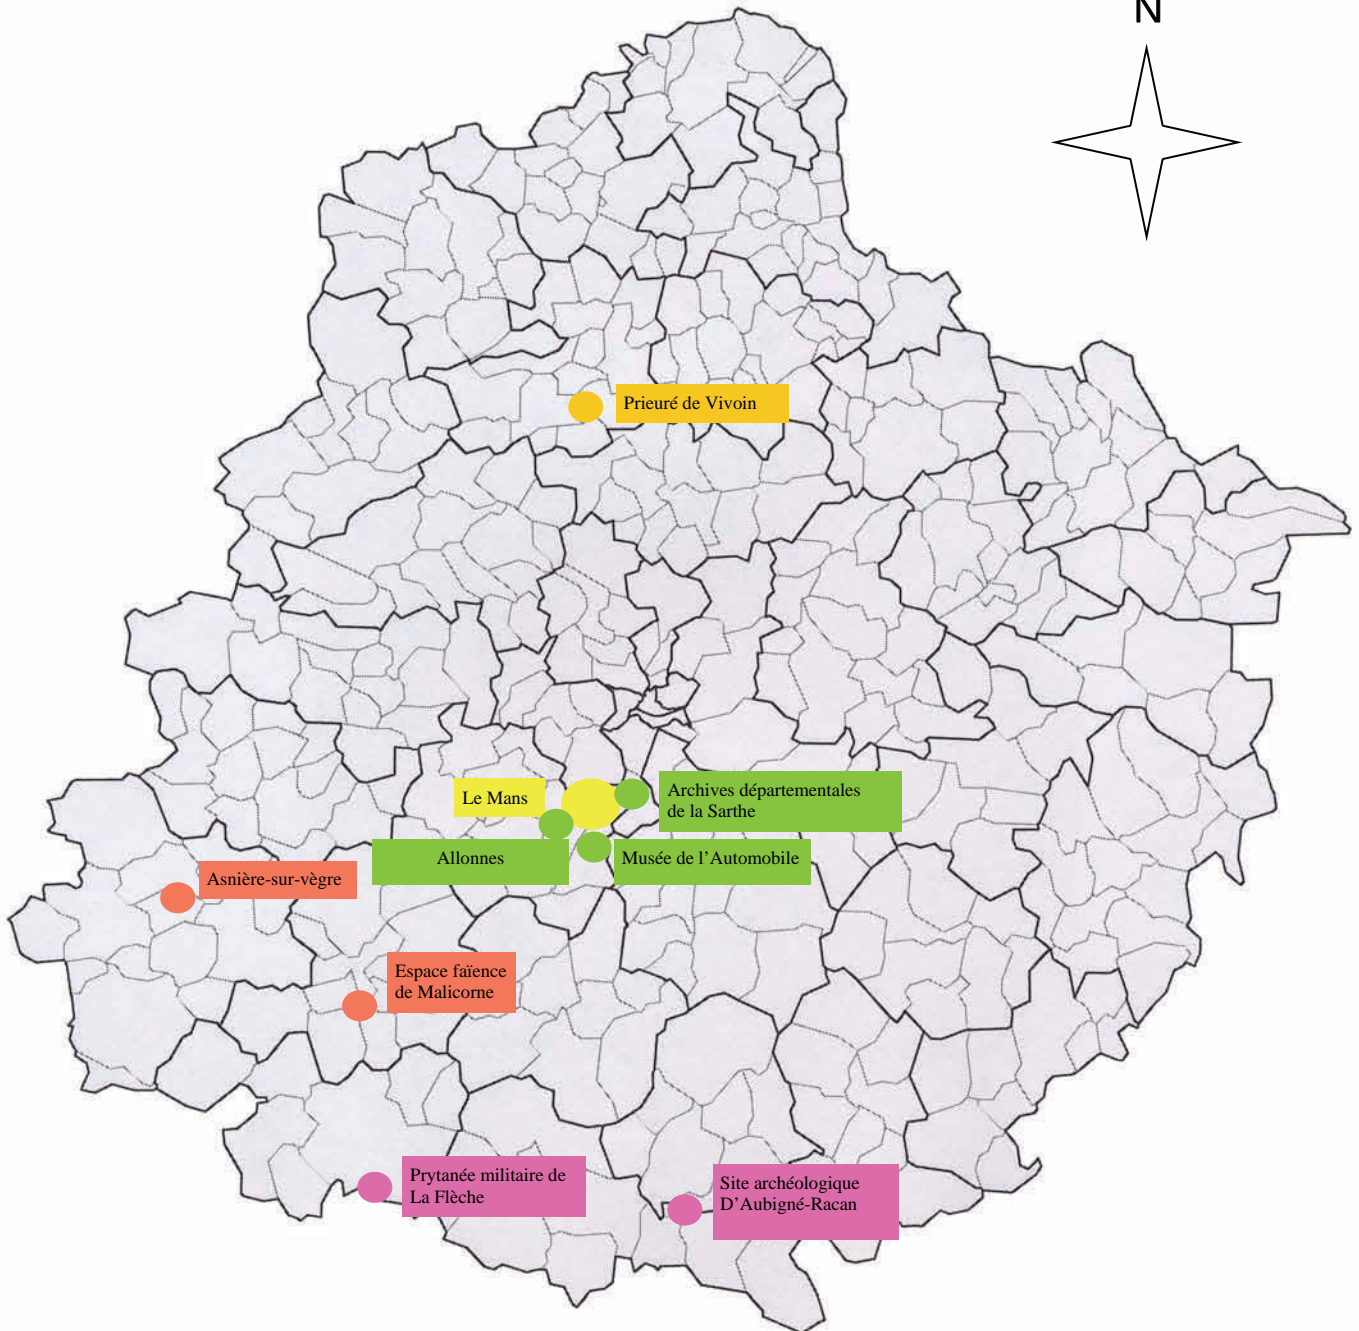 N
Prieuré de Vivoin
Le Mans
Archives départementales
de la Sarthe
Allonnes
Musée de l'Automobile
Asnière-sur-vègre
Espace faïence
de Malicorne
Prytanée militaire de
La Flèche
Site archéologique
D'Aubigné-Racan